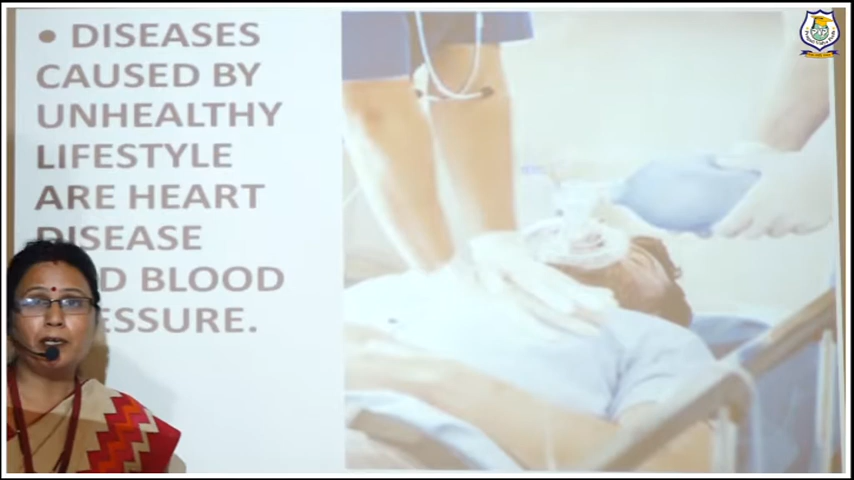 • DISEASES
CAUSED BY
UNHEALTHY
LIFESTYLE
ARE HEART
DISEASE
BLOOD